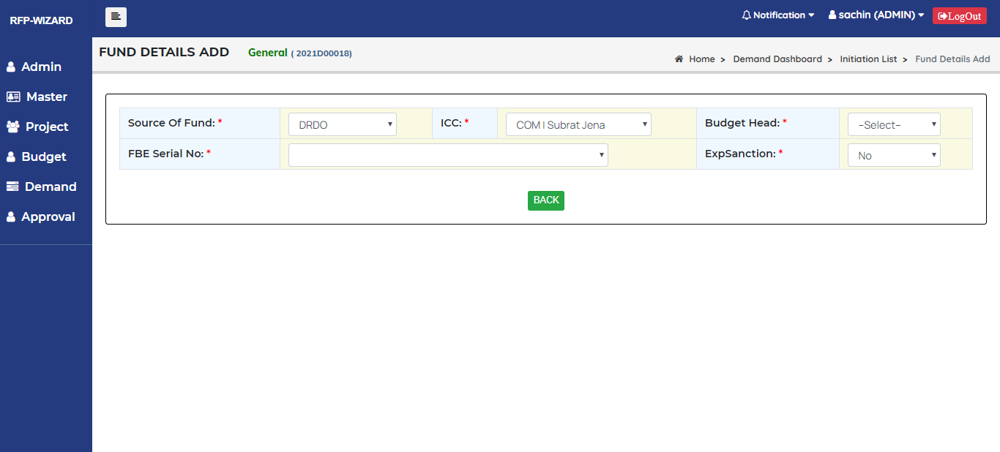 RFP-WIZARD
Notification
sachin (ADMIN)
LogOut
FUND DETAILS ADD General ( 2021D00018)
Home > Demand Dashboard > Initiation List > Fund Details Add
Admin
Master
Project
Budget
Demand
Approval
Source Of Fund: * DRDO ICC: * COM | Subrat Jena Budget Head: * -Select-
FBE Serial No: * ExpSanction: * No
BACK